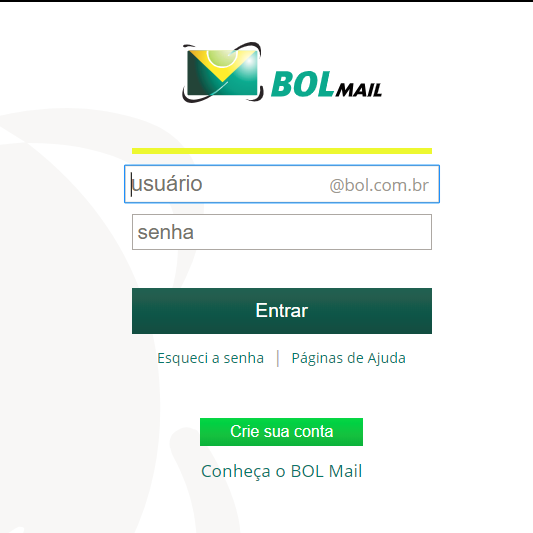 BOL MAIL
usuário @bol.com.br
senha
Entrar
Esqueci a senha | Páginas de Ajuda
Crie sua conta
Conheça o BOL Mail